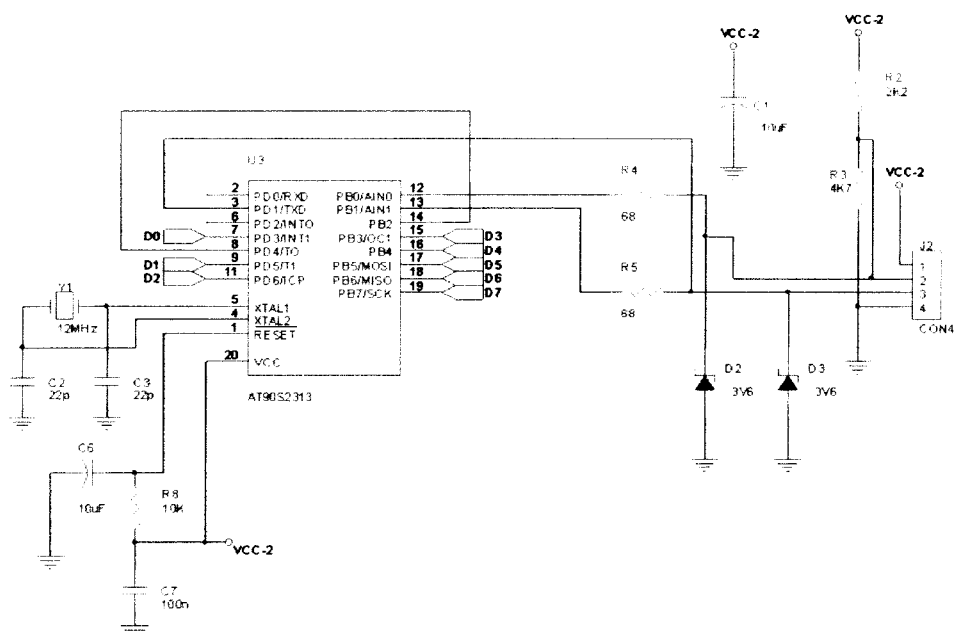 VCC-2
VCC-2
R2
2K2
C1
10uF
U3
R4
R3
4K7
VCC-2
68
2
3
6
7
8
9
11
PD0/RXD
PD1/TXD
PD2/INT0
PD3/INT1
PD4/T0
PD5/T1
PD6/ICP
PB0/AIN0
PB1/AIN1
PB2
PB3/OC1
PB4
PB5/MOSI
PB6/MISO
PB7/SCK
12
13
14
15
16
17
18
19
D0
D1
D2
D3
D4
D5
D6
D7
R5
68
J2
1
2
3
4
CON4
Y1
12MHz
5
4
1
20
XTAL1
XTAL2
RESET
VCC
C2
22p
C3
22p
AT90S2313
D2
3V6
D3
3V6
C6
10uF
R8
10K
VCC-2
C7
100n